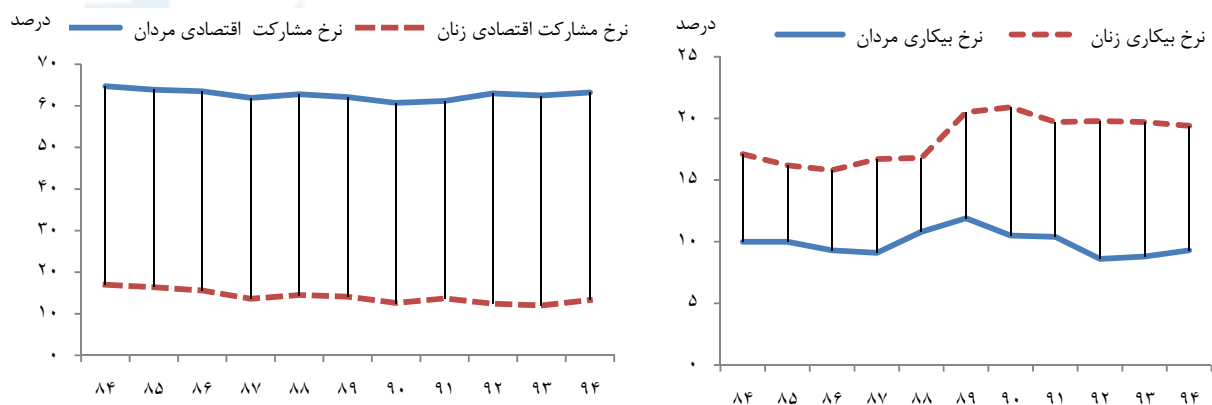 درصد
نرخ مشارکت اقتصادی مردان
نرخ مشارکت اقتصادی زنان
۷۰
۶۰
۵۰
۴۰
۳۰
۲۰
۱۰
۰
۸۴ ۸۵ ۸۶ ۸۷ ۸۸ ۸۹ ۹۰ ۹۱ ۹۲ ۹۳ ۹۴
درصد
نرخ بیکاری مردان
نرخ بیکاری زنان
۲۵
۲۰
۱۵
۱۰
۵
۰
۸۴ ۸۵ ۸۶ ۸۷ ۸۸ ۸۹ ۹۰ ۹۱ ۹۲ ۹۳ ۹۴